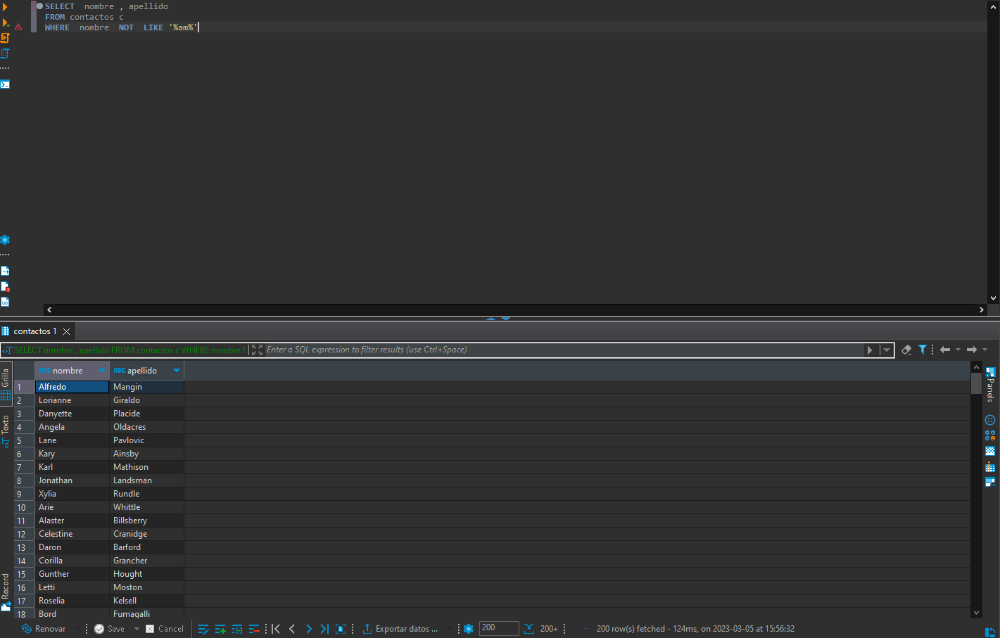 SELECT nombre , apellido
FROM contactos c
WHERE nombre NOT LIKE '%am%'
contactos 1
SELECT nombre , apellido FROM contactos c WHERE nombre N
Enter a SQL expression to filter results (use Ctrl+Space)
Grilla
Texto
Record
Panels
ABC nombre ABC apellido
1 Alfredo Mangin
2 Lorianne Giraldo
3 Danyette Placide
4 Angela Oldacres
5 Lane Pavlovic
6 Kary Ainsby
7 Karl Mathison
8 Jonathan Landsman
9 Xylia Rundle
10 Arie Whittle
11 Alaster Billsberry
12 Celestine Cranidge
13 Daron Barford
14 Corilla Grancher
15 Gunther Hought
16 Letti Moston
17 Roselia Kelsell
18 Bord Fumagalli
Renovar Save Cancel Exportar datos ... 200 200+ 200 row(s) fetched - 124ms, on 2023-03-05 at 15:56:32